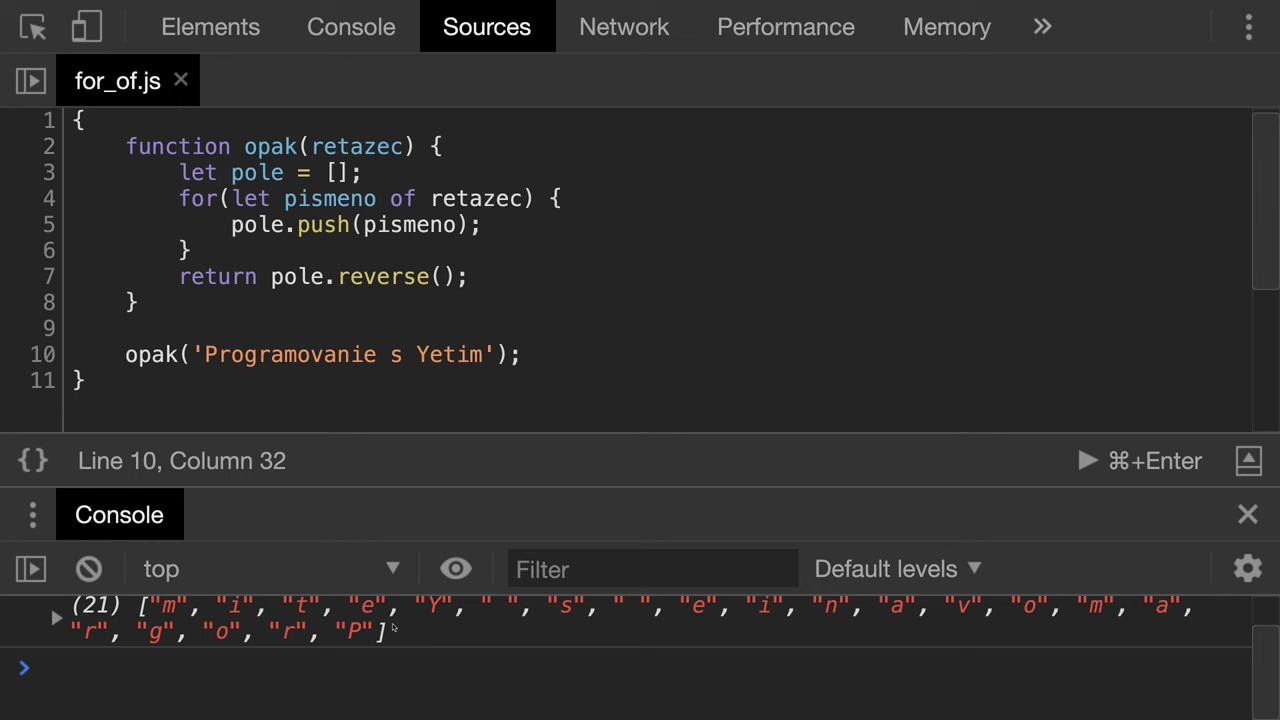 Elements Console Sources Network Performance Memory »
for_of.js ×
1 {
2     function opak(retazec) {
3         let pole = [];
4         for(let pismeno of retazec) {
5             pole.push(pismeno);
6         }
7         return pole.reverse();
8     }
9
10     opak('Programovanie s Yetim');
11 }
{} Line 10, Column 32 ⌘+Enter
Console ×
top Filter Default levels
(21) ["m", "i", "t", "e", "Y", " ", "s", " ", "e", "i", "n", "a", "v", "o", "m", "a",
"r", "g", "o", "r", "P"]
>